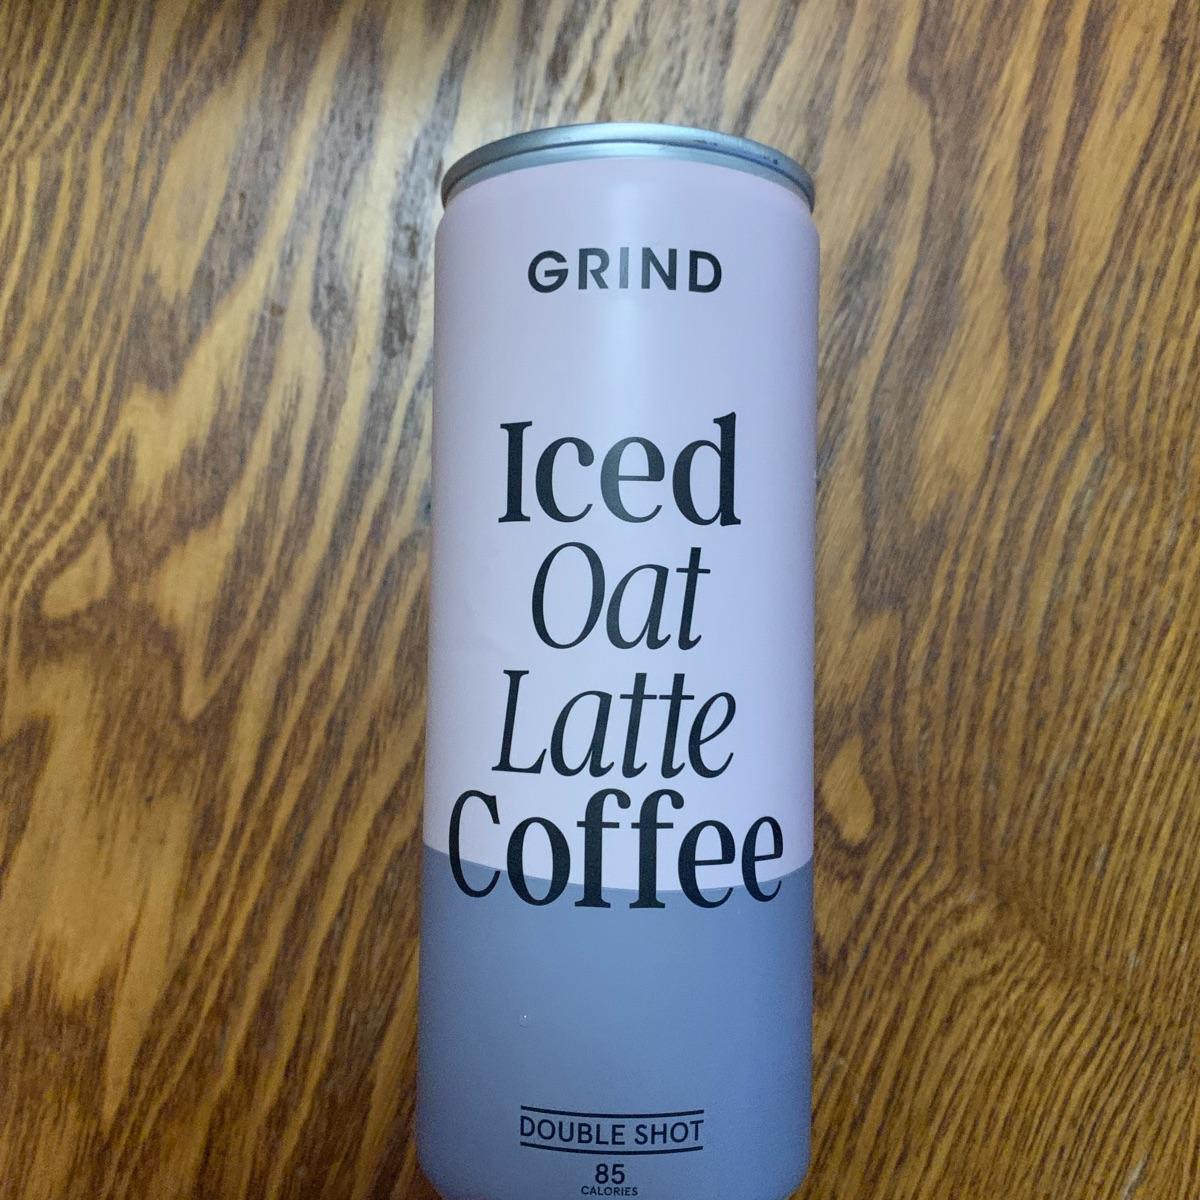 GRIND
Iced
Oat
Latte
Coffee
DOUBLE SHOT
85
CALORIES